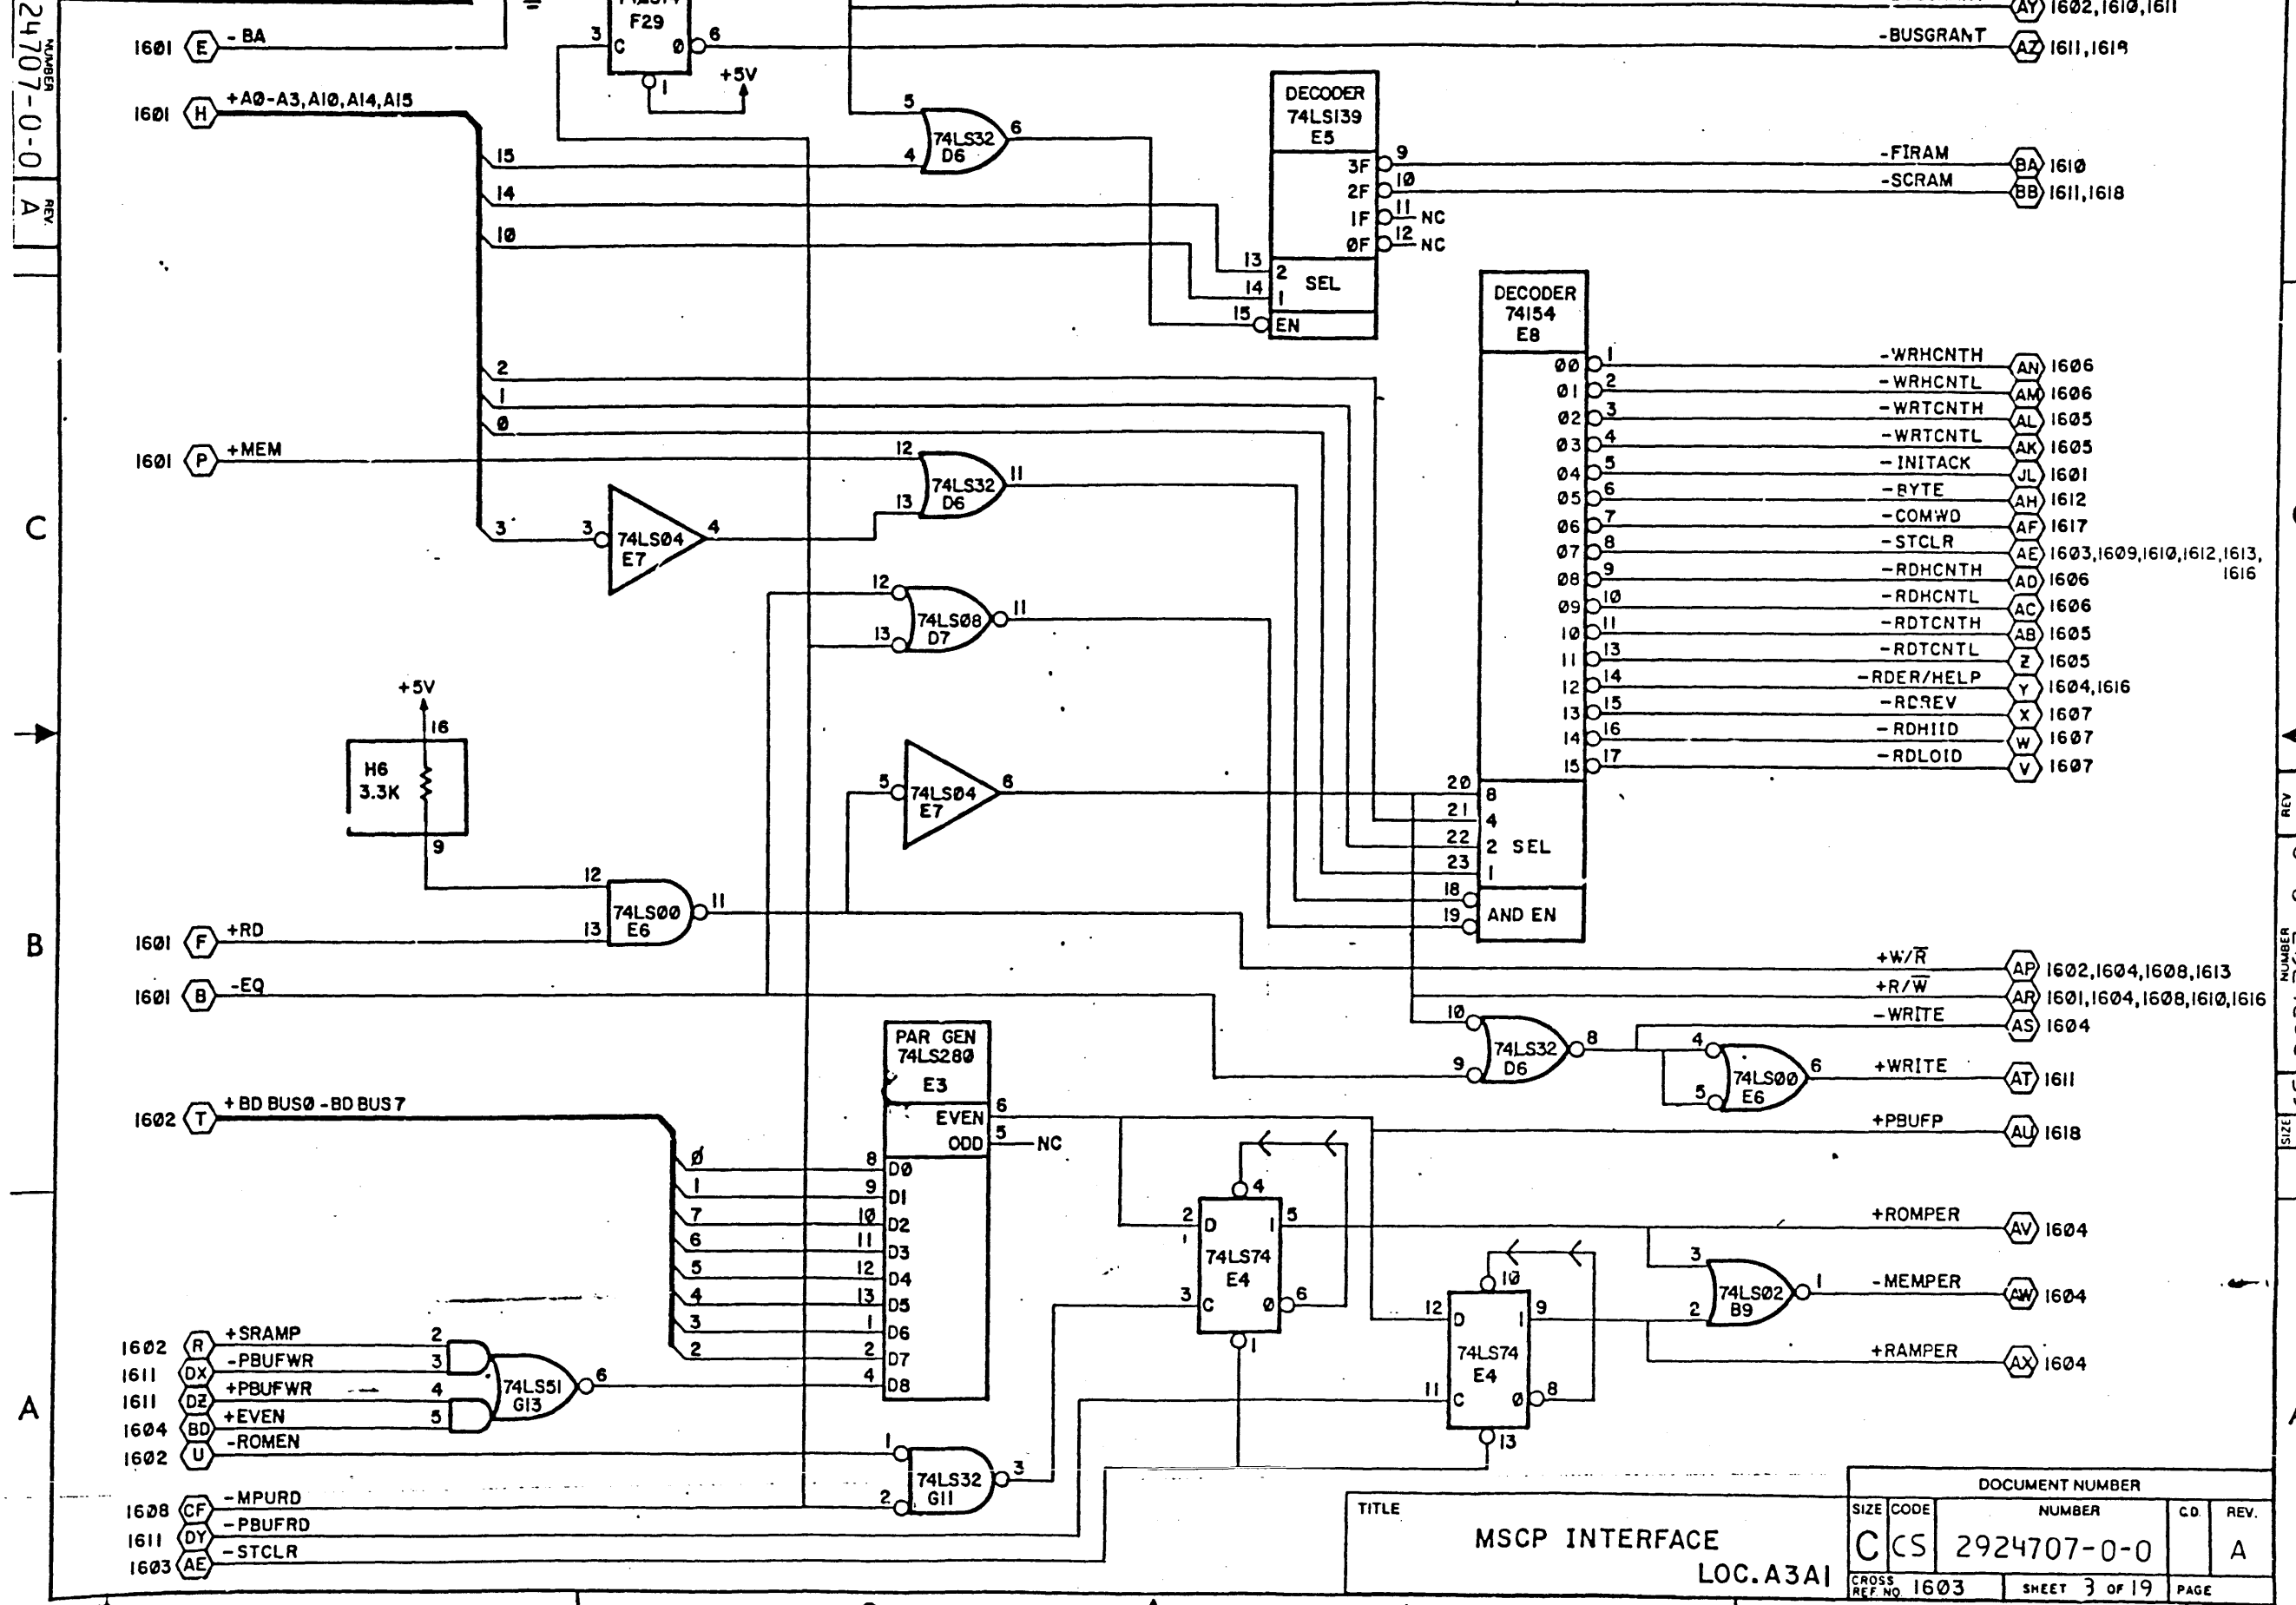 AY 1602,1610,1611
F29
1601 E -BA
3 C 0 6
-BUSGRANT AZ 1611,1619
1 +5V
1601 H +A0-A3,A10,A14,A15
DECODER
74LS139
E5
5
4
74LS32
D6
6
15
14
10
3F 9 -FIRAM BA 1610
2F 10 -SCRAM BB 1611,1618
1F 11 NC
0F 12 NC
13 2 SEL
14 1
15 EN
DECODER
74154
E8
2
1
0
00 1 -WRHCNTH AN 1606
01 2 -WRHCNTL AM 1606
02 3 -WRTCNTH AL 1605
03 4 -WRTCNTL AK 1605
04 5 -INITACK JL 1601
05 6 -BYTE AH 1612
06 7 -COMWD AF 1617
07 8 -STCLR AE 1603,1609,1610,1612,1613,
1616
08 9 -RDHCNTH AD 1606
09 10 -RDHCNTL AC 1606
10 11 -RDTCNTH AB 1605
11 13 -RDTCNTL Z 1605
12 14 -RDER/HELP Y 1604,1616
13 15 -RDREV X 1607
14 16 -RDHIID W 1607
15 17 -RDLOID V 1607
20 8
21 4
22 2 SEL
23 1
18
19 AND EN
1601 P +MEM
12
13
74LS32
D6
11
3
3 74LS04 4
E7
12
13
74LS08
D7
11
+5V
16
H6
3.3K
9
5 74LS04 6
E7
12
13
74LS00
E6
11
1601 F +RD
1601 B -EQ
+W/R̅ AP 1602,1604,1608,1613
+R/W̅ AR 1601,1604,1608,1610,1616
-WRITE AS 1604
10
9
74LS32
D6
8
4
5
74LS00
E6
6
+WRITE AT 1611
+PBUFP AU 1618
PAR GEN
74LS280
E3
1602 T +BD BUS0-BD BUS7
EVEN 6
ODD 5 NC
0 8 D0
1 9 D1
7 10 D2
6 11 D3
5 12 D4
4 13 D5
3 1 D6
2 2 D7
4 D8
4
2 D 1 5
74LS74
E4
3 C 0 6
1
10
12 D 1 9
74LS74
E4
11 C 0 8
13
+ROMPER AV 1604
3
2
74LS02
B9
1
-MEMPER AW 1604
+RAMPER AX 1604
1602 R +SRAMP 2
1611 DX -PBUFWR 3
1611 DZ +PBUFWR 4
1604 BD +EVEN 5
74LS51
G13
6
1602 U -ROMEN
1
2
74LS32
G11
3
1608 CF -MPURD
1611 DY -PBUFRD
1603 AE -STCLR
C
B
A
NUMBER
24707-0-0
REV.
A
REV
NUMBER
SIZE
TITLE
MSCP INTERFACE
LOC.A3A1
DOCUMENT NUMBER
SIZE CODE NUMBER C.D. REV.
C CS 2924707-0-0 A
CROSS REF. NO. 1603 SHEET 3 OF 19 PAGE